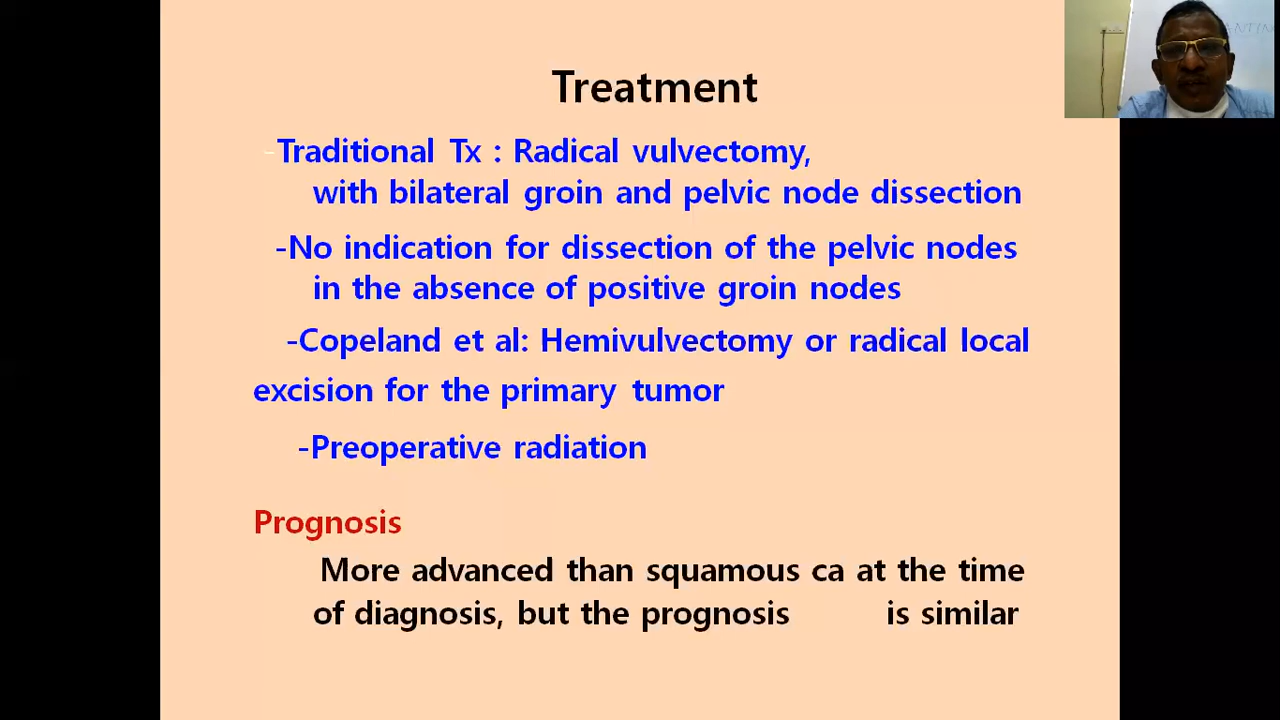 Treatment
-Traditional Tx : Radical vulvectomy,
with bilateral groin and pelvic node dissection
-No indication for dissection of the pelvic nodes
in the absence of positive groin nodes
-Copeland et al: Hemivulvectomy or radical local
excision for the primary tumor
-Preoperative radiation
Prognosis
More advanced than squamous ca at the time
of diagnosis, but the prognosis is similar